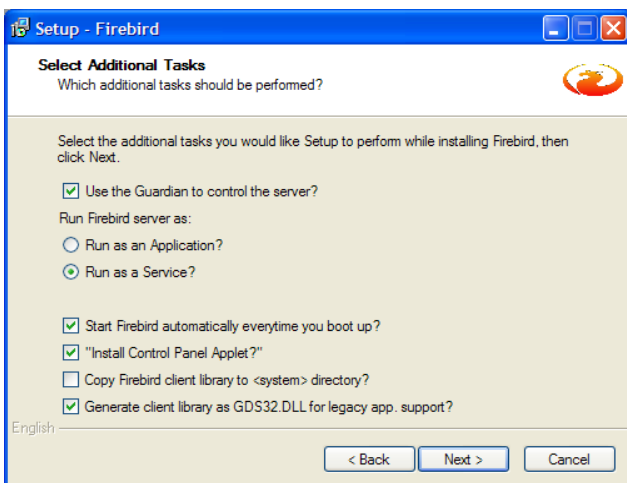 Setup - Firebird
Select Additional Tasks
Which additional tasks should be performed?
Select the additional tasks you would like Setup to perform while installing Firebird, then
click Next.
Use the Guardian to control the server?
Run Firebird server as:
Run as an Application?
Run as a Service?
Start Firebird automatically everytime you boot up?
"Install Control Panel Applet?"
Copy Firebird client library to <system> directory?
Generate client library as GDS32.DLL for legacy app. support?
English
< Back
Next >
Cancel